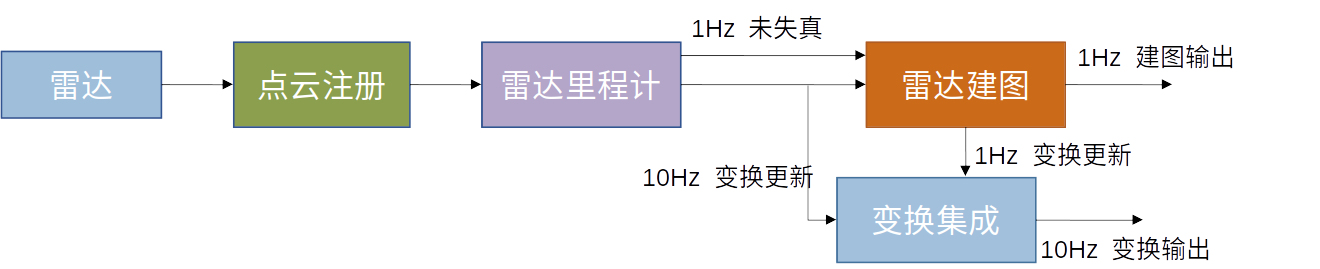 1Hz 未失真
雷达
点云注册
雷达里程计
雷达建图
1Hz 建图输出
1Hz 变换更新
10Hz 变换更新
变换集成
10Hz 变换输出